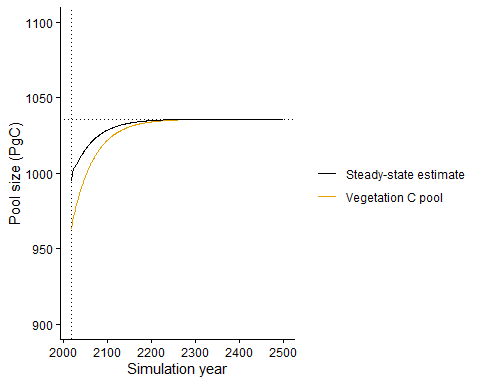 1100
1050
1000
950
900
Pool size (PgC)
2000 2100 2200 2300 2400 2500
Simulation year
Steady-state estimate
Vegetation C pool